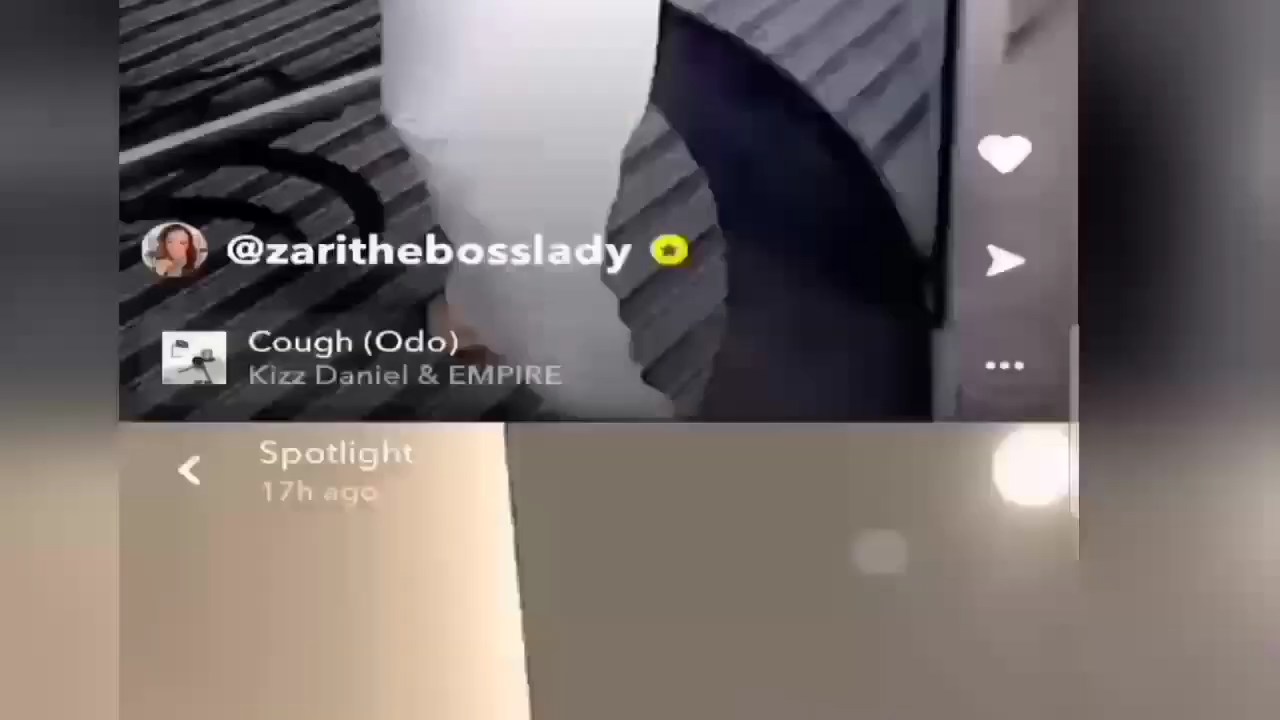 @zarithebosslady
Cough (Odo)
Kizz Daniel & EMPIRE
Spotlight
17h ago